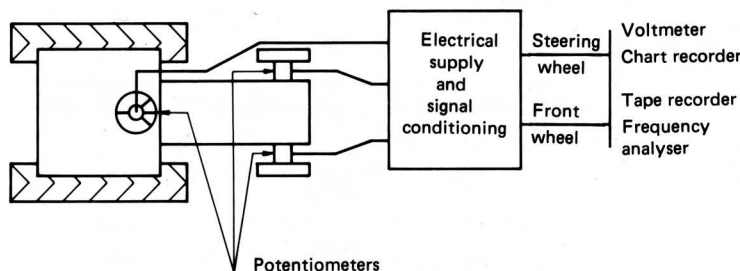 Electrical
supply
and
signal
conditioning
Steering
wheel
Front
wheel
Voltmeter
Chart recorder
Tape recorder
Frequency
analyser
Potentiometers